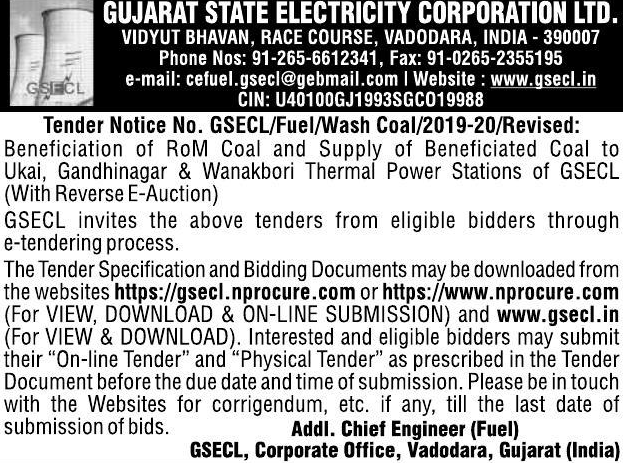 GUJARAT STATE ELECTRICITY CORPORATION LTD.
VIDYUT BHAVAN, RACE COURSE, VADODARA, INDIA - 390007
Phone Nos: 91-265-6612341, Fax: 91-0265-2355195
e-mail: cefuel.gsecl@gebmail.com | Website : www.gsecl.in
CIN: U40100GJ1993SGCO19988
GSECL
Tender Notice No. GSECL/Fuel/Wash Coal/2019-20/Revised:
Beneficiation of RoM Coal and Supply of Beneficiated Coal to
Ukai, Gandhinagar & Wanakbori Thermal Power Stations of GSECL
(With Reverse E-Auction)
GSECL invites the above tenders from eligible bidders through
e-tendering process.
The Tender Specification and Bidding Documents may be downloaded from
the websites https://gsecl.nprocure.com or https://www.nprocure.com
(For VIEW, DOWNLOAD & ON-LINE SUBMISSION) and www.gsecl.in
(For VIEW & DOWNLOAD). Interested and eligible bidders may submit
their “On-line Tender” and “Physical Tender” as prescribed in the Tender
Document before the due date and time of submission. Please be in touch
with the Websites for corrigendum, etc. if any, till the last date of
submission of bids. Addl. Chief Engineer (Fuel)
GSECL, Corporate Office, Vadodara, Gujarat (India)